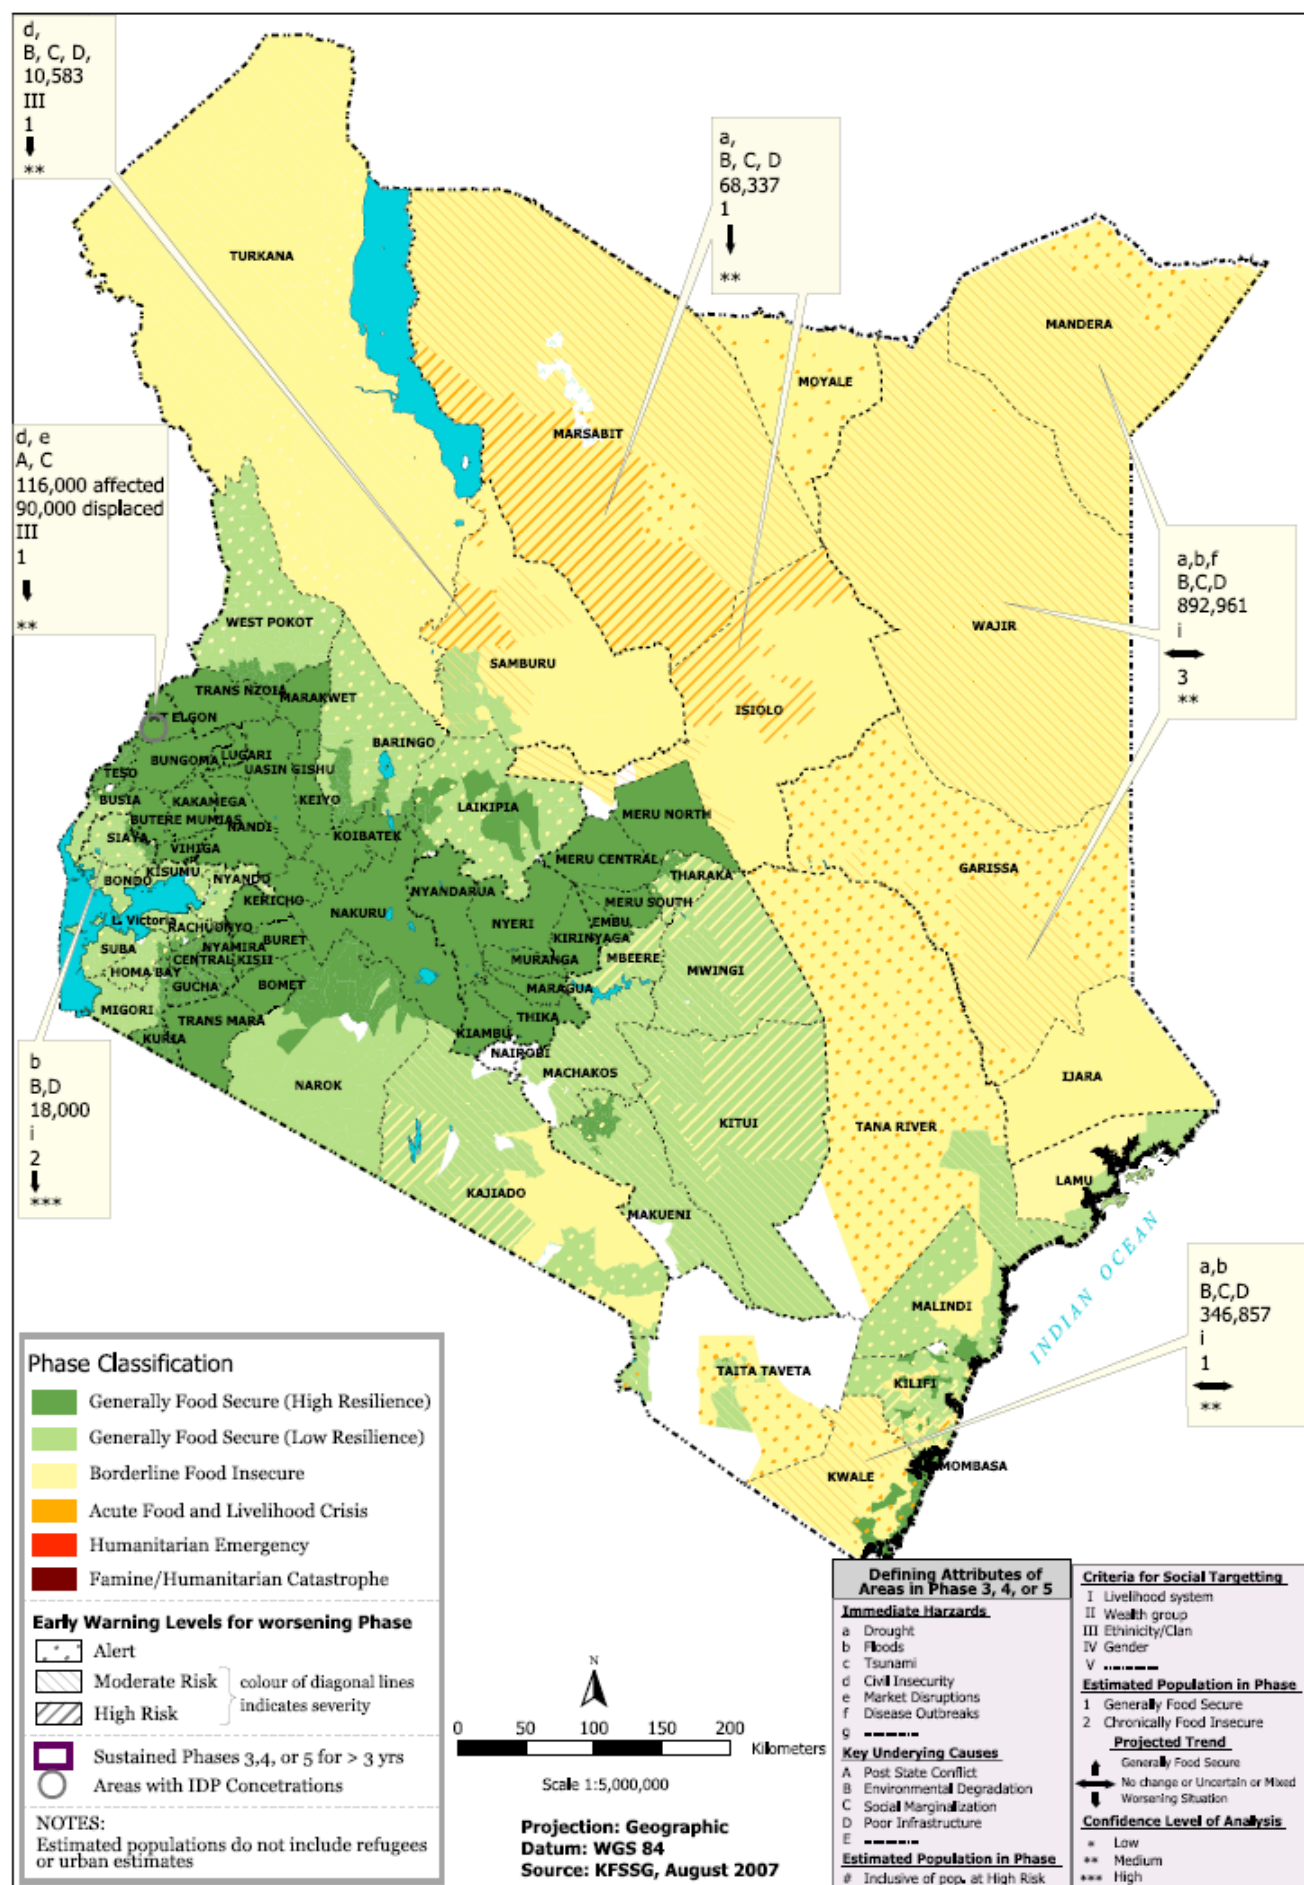 d,
B, C, D,
10,583
III
1
**
a,
B, C, D
68,337
1
**
d, e
A, C
116,000 affected
90,000 displaced
III
1
**
a,b,f
B,C,D
892,961
i
3
**
b
B,D
18,000
i
2
***
a,b
B,C,D
346,857
i
1
**
TURKANA
MANDERA
MOYALE
MARSABIT
WAJIR
WEST POKOT
SAMBURU
ISIOLO
TRANS NZOIA
MARAKWET
T ELGON
BARINGO
BUNGOMA
LUGARI
UASIN GISHU
TESO
BUSIA
KAKAMEGA
KEIYO
LAIKIPIA
BUTERE MUMIAS
NANDI
KOIBATEK
MERU NORTH
SIAYA
VIHIGA
MERU CENTRAL
GARISSA
KISUMU
NYANDO
THARAKA
BONDO
NYANDARUA
KERICHO
MERU SOUTH
L. Victoria
RACHUONYO
NAKURU
NYERI
EMBU
BURET
KIRINYAGA
SUBA
NYAMIRA
CENTRAL KISII
MURANGA
MBEERE
MWINGI
HOMA BAY
GUCHA
BOMET
MARAGUA
MIGORI
TRANS MARA
THIKA
KURIA
KIAMBU
NAIROBI
MACHAKOS
NAROK
IJARA
KITUI
TANA RIVER
KAJIADO
LAMU
MAKUENI
MALINDI
INDIAN OCEAN
TAITA TAVETA
KILIFI
KWALE
MOMBASA
Phase Classification
Generally Food Secure (High Resilience)
Generally Food Secure (Low Resilience)
Borderline Food Insecure
Acute Food and Livelihood Crisis
Humanitarian Emergency
Famine/Humanitarian Catastrophe
Early Warning Levels for worsening Phase
Alert
Moderate Risk
High Risk
colour of diagonal lines
indicates severity
Sustained Phases 3,4, or 5 for > 3 yrs
Areas with IDP Concetrations
NOTES:
Estimated populations do not include refugees
or urban estimates
N
0 50 100 150 200
Kilometers
Scale 1:5,000,000
Projection: Geographic
Datum: WGS 84
Source: KFSSG, August 2007
Defining Attributes of
Areas in Phase 3, 4, or 5
Immediate Harzards
a Drought
b Floods
c Tsunami
d Civil Insecurity
e Market Disruptions
f Disease Outbreaks
g
Key Underying Causes
A Post State Conflict
B Environmental Degradation
C Social Marginalization
D Poor Infrastructure
E
Estimated Population in Phase
# Inclusive of pop. at High Risk
Criteria for Social Targetting
I Livelihood system
II Wealth group
III Ethinicity/Clan
IV Gender
V
Estimated Population in Phase
1 Generally Food Secure
2 Chronically Food Insecure
Projected Trend
Generally Food Secure
No change or Uncertain or Mixed
Worsening Situation
Confidence Level of Analysis
* Low
** Medium
*** High